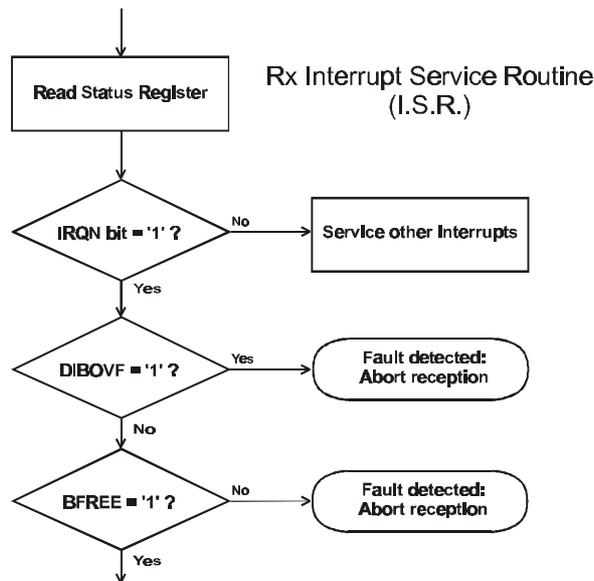 Rx Interrupt Service Routine
(I.S.R.)
Read Status Register
IRQN bit = '1' ?
No
Service other Interrupts
Yes
DIBOVF = '1' ?
Yes
Fault detected:
Abort reception
No
BFREE = '1' ?
No
Fault detected:
Abort reception
Yes